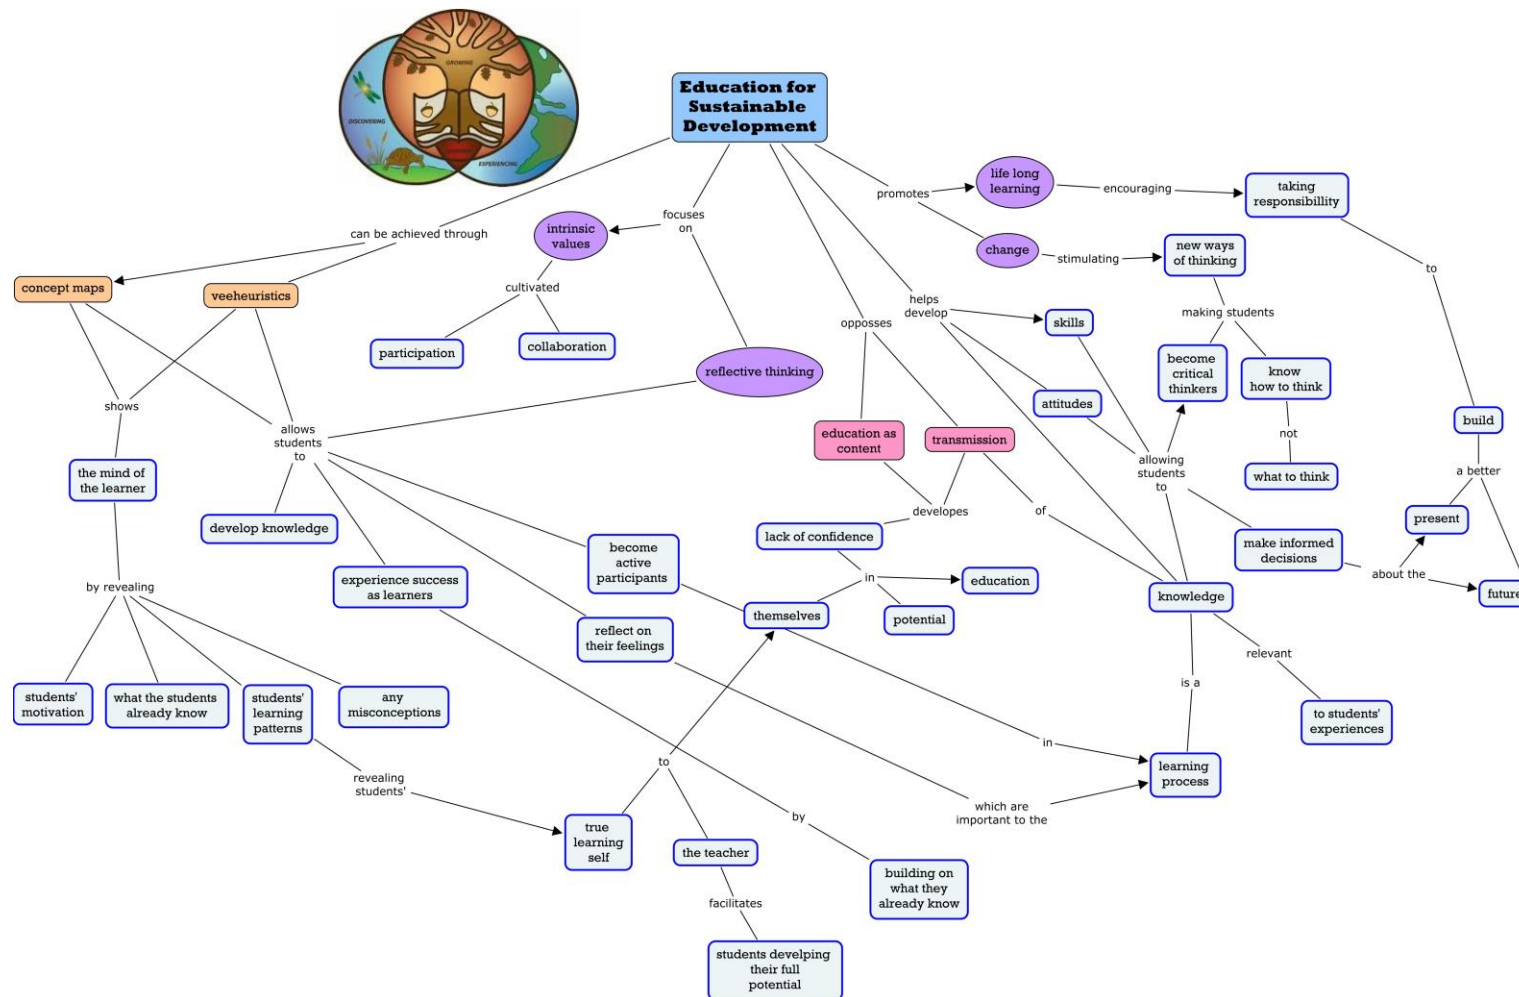 GROWING
DISCOVERING
EXPERIENCING
Education for
Sustainable
Development
can be achieved through
focuses
on
opposses
helps
develop
promotes
life long
learning
encouraging
taking
responsibillity
change
stimulating
new ways
of thinking
to
making students
become
critical
thinkers
know
how to think
not
what to think
build
a better
present
future
intrinsic
values
cultivated
participation
collaboration
reflective thinking
concept maps
veeheuristics
shows
the mind of
the learner
by revealing
students'
motivation
what the students
already know
students'
learning
patterns
any
misconceptions
revealing
students'
true
learning
self
to
themselves
the teacher
facilitates
students develping
their full
potential
allows
students
to
develop knowledge
experience success
as learners
by
building on
what they
already know
reflect on
their feelings
which are
important to the
become
active
participants
in
learning
process
education as
content
transmission
developes
lack of confidence
in
education
potential
of
skills
attitudes
allowing
students
to
make informed
decisions
about the
knowledge
relevant
to students'
experiences
is a